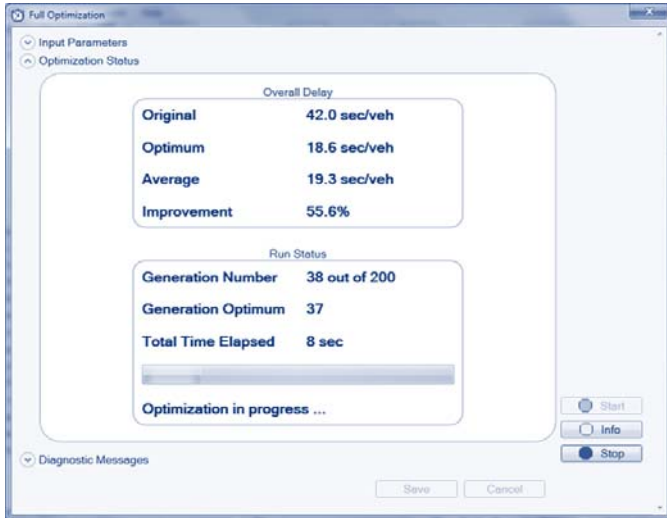 Full Optimization
Input Parameters
Optimization Status
Overall Delay
Original 42.0 sec/veh
Optimum 18.6 sec/veh
Average 19.3 sec/veh
Improvement 55.6%
Run Status
Generation Number 38 out of 200
Generation Optimum 37
Total Time Elapsed 8 sec
Optimization in progress ...
Start
Info
Stop
Diagnostic Messages
Save Cancel